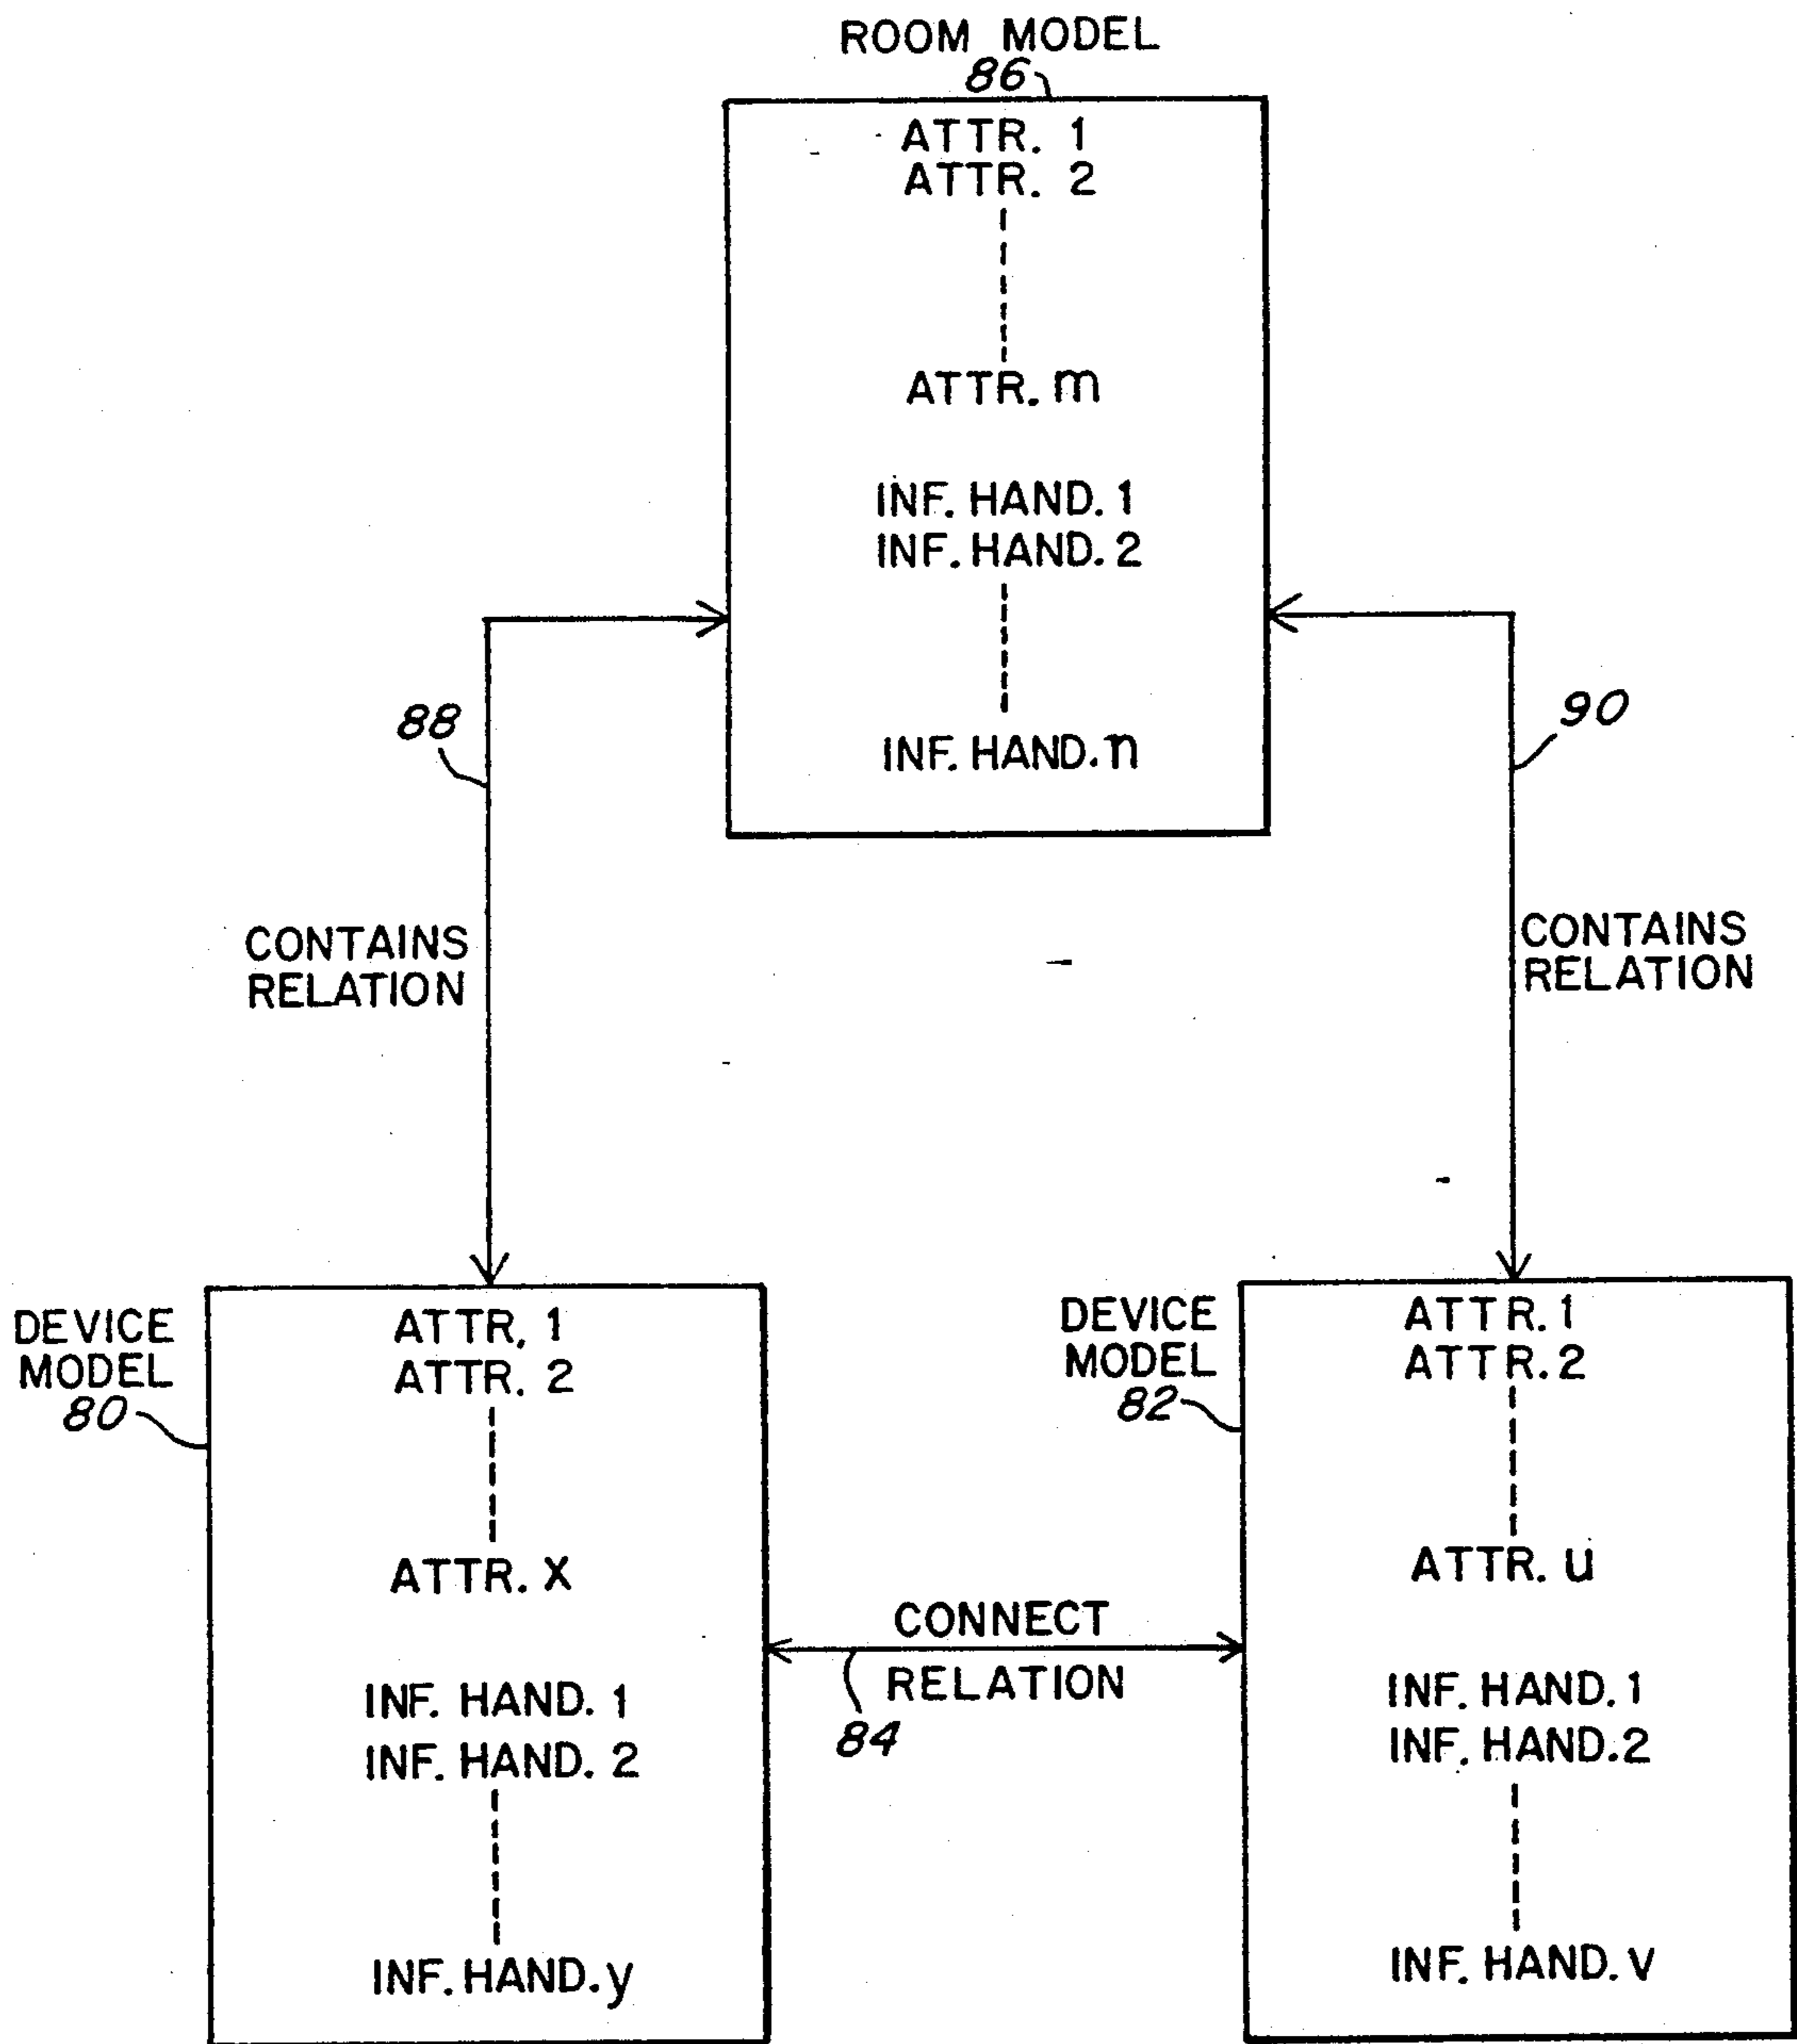 ROOM MODEL
86
ATTR. 1
ATTR. 2
ATTR. m
INF. HAND. 1
INF. HAND. 2
INF. HAND. n
88
90
CONTAINS
RELATION
CONTAINS
RELATION
DEVICE
MODEL
80
ATTR. 1
ATTR. 2
ATTR. x
INF. HAND. 1
INF. HAND. 2
INF. HAND. y
CONNECT
RELATION
84
DEVICE
MODEL
82
ATTR. 1
ATTR. 2
ATTR. u
INF. HAND. 1
INF. HAND. 2
INF. HAND. v